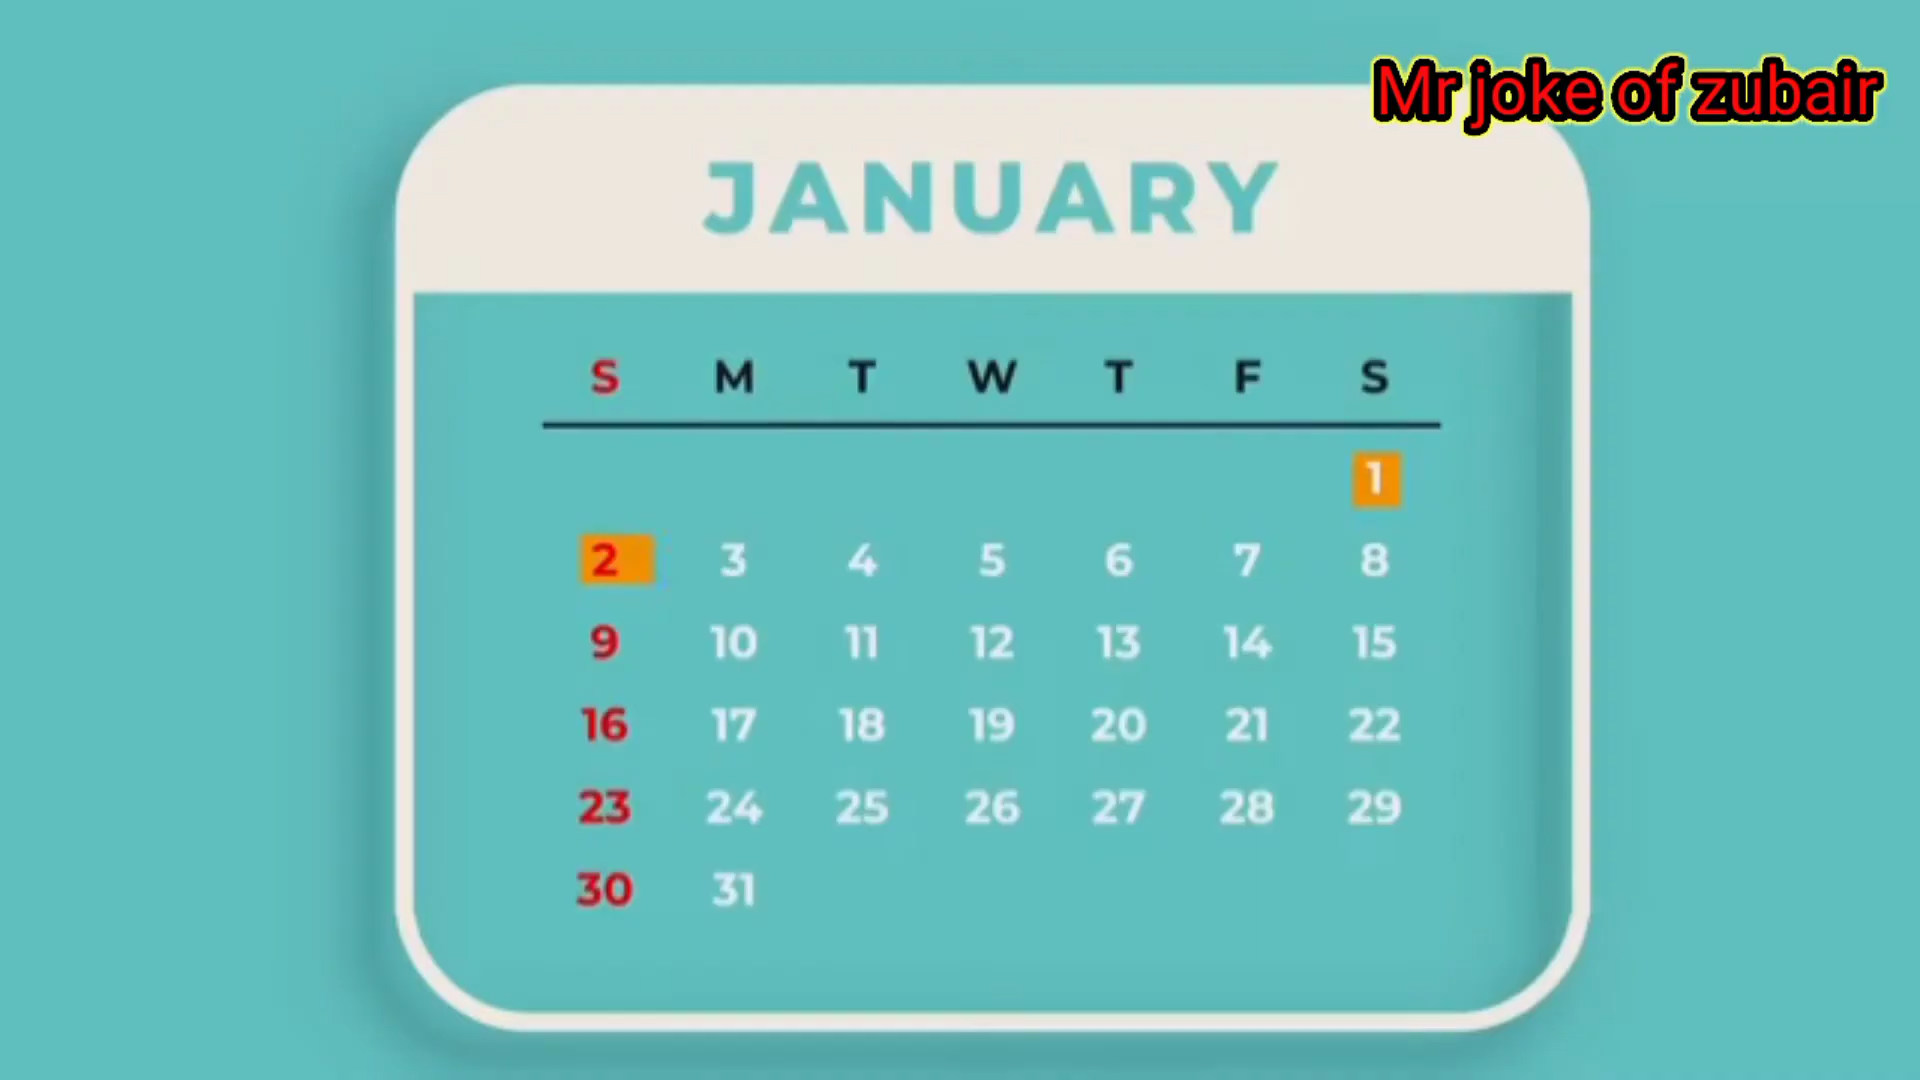 Mr joke of zubair
JANUARY
S M T W T F S
1
2 3 4 5 6 7 8
9 10 11 12 13 14 15
16 17 18 19 20 21 22
23 24 25 26 27 28 29
30 31